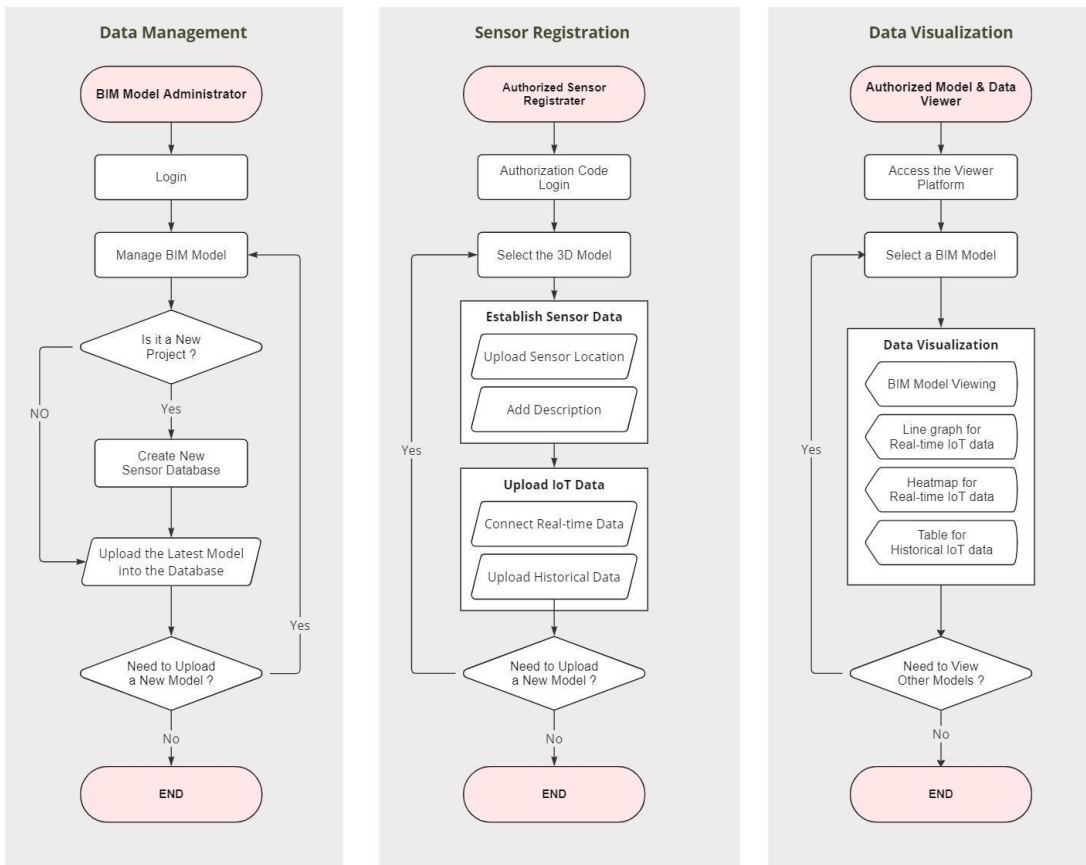 Data Management
BIM Model Administrator
Login
Manage BIM Model
Is it a New
Project ?
NO
Yes
Create New
Sensor Database
Upload the Latest Model
into the Database
Yes
Need to Upload
a New Model ?
No
END
Sensor Registration
Authorized Sensor
Registrater
Authorization Code
Login
Select the 3D Model
Establish Sensor Data
Upload Sensor Location
Add Description
Yes
Upload IoT Data
Connect Real-time Data
Upload Historical Data
Need to Upload
a New Model ?
No
END
Data Visualization
Authorized Model & Data
Viewer
Access the Viewer
Platform
Select a BIM Model
Data Visualization
BIM Model Viewing
Line graph for
Real-time IoT data
Yes
Heatmap for
Real-time IoT data
Table for
Historical IoT data
Need to View
Other Models ?
No
END